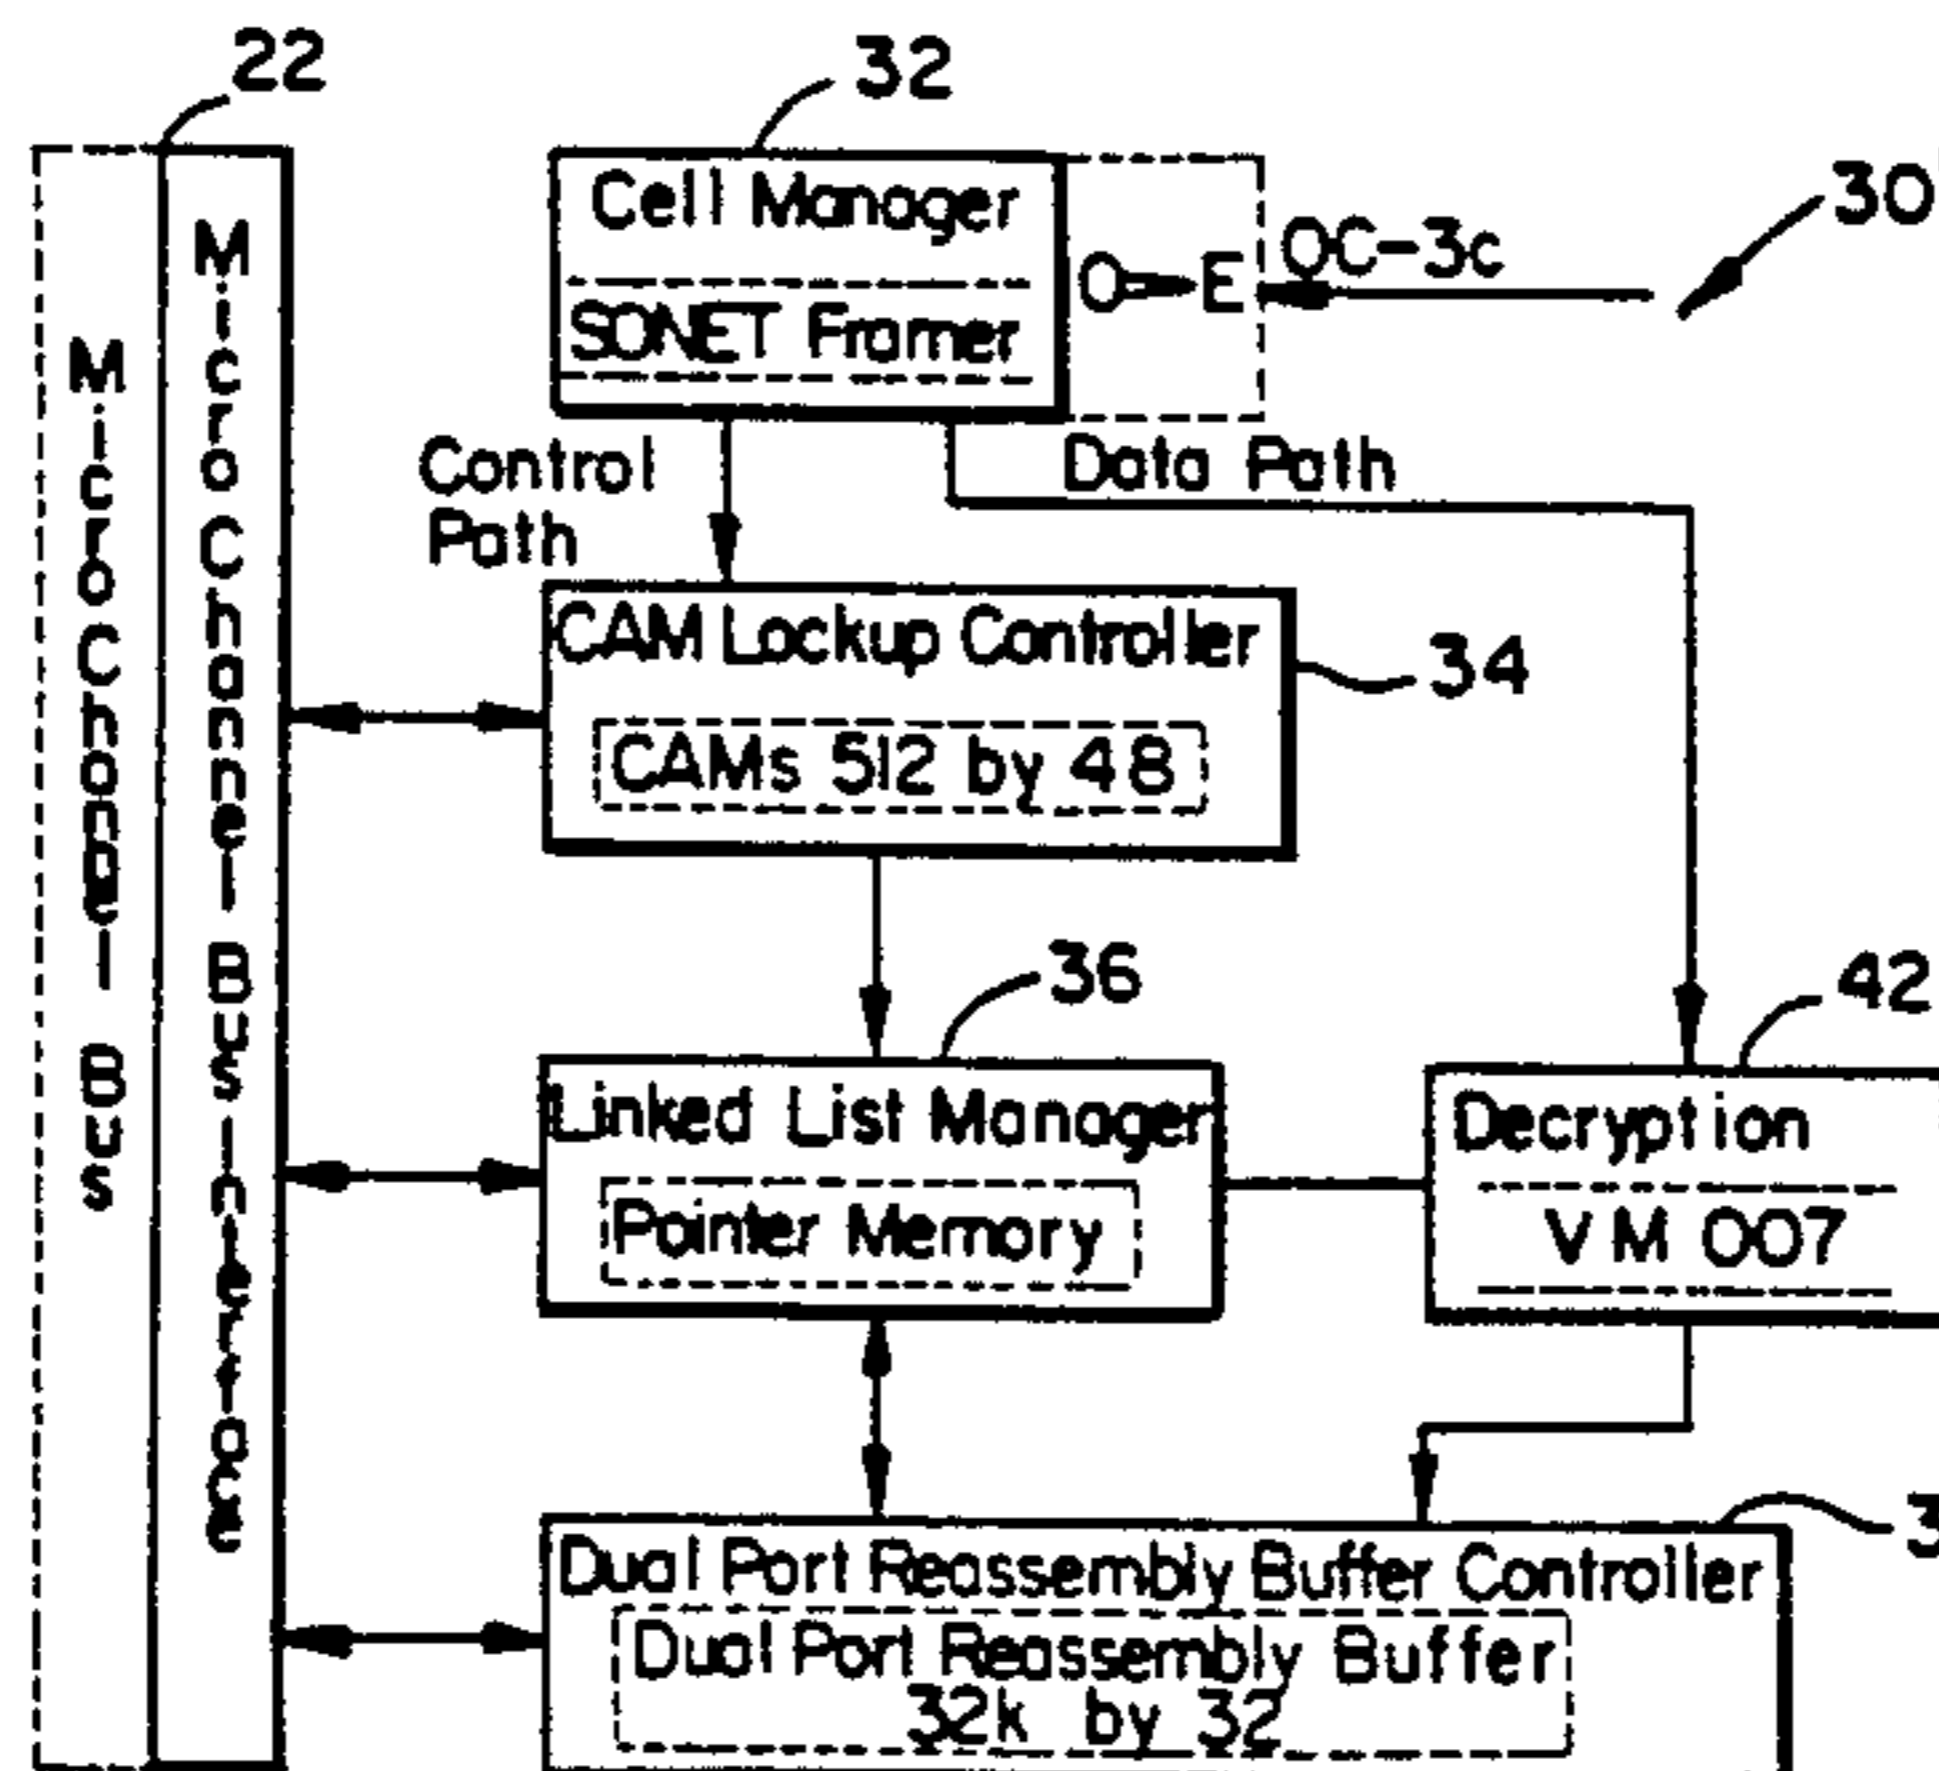 22
32
30'
Cell Manager
SONET Framer
O E
OC-3c
Control
Path
Data Path
Micro Channel Bus
Micro Channel Bus Interface
CAM Lockup Controller
34
CAMs 512 by 48
36
42
Linked List Manager
Pointer Memory
Decryption
VM 007
Dual Port Reassembly Buffer Controller
Dual Port Reassembly Buffer
32k by 32